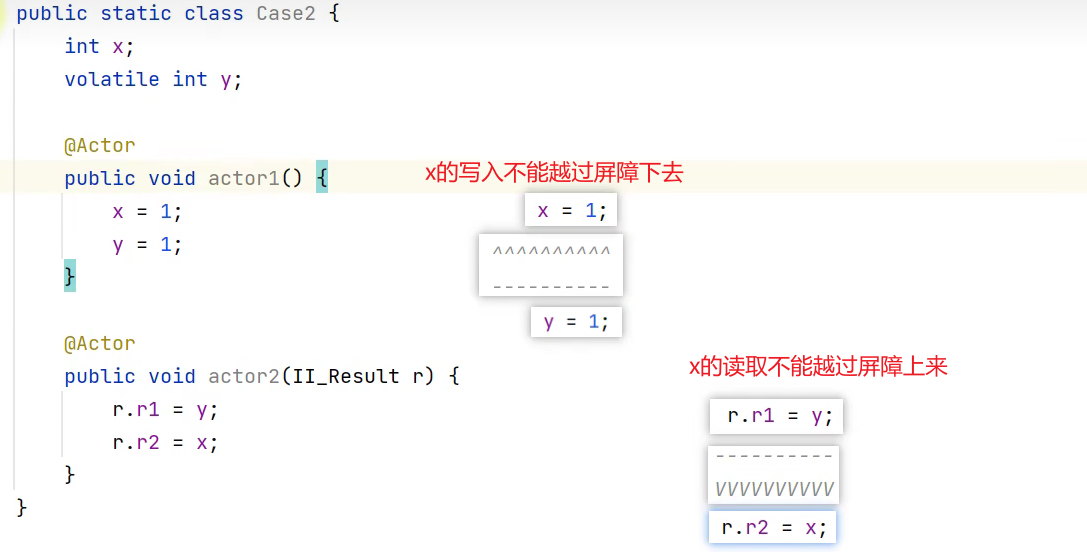 public static class Case2 {
int x;
volatile int y;
@Actor
public void actor1() {
x的写入不能越过屏障下去
x = 1;
x = 1;
^^^^^^^^^^
y = 1;
----------
}
y = 1;
@Actor
public void actor2(II_Result r) {
x的读取不能越过屏障上来
r.r1 = y;
r.r1 = y;
r.r2 = x;
----------
}
VVVVVVVVVV
}
r.r2 = x;